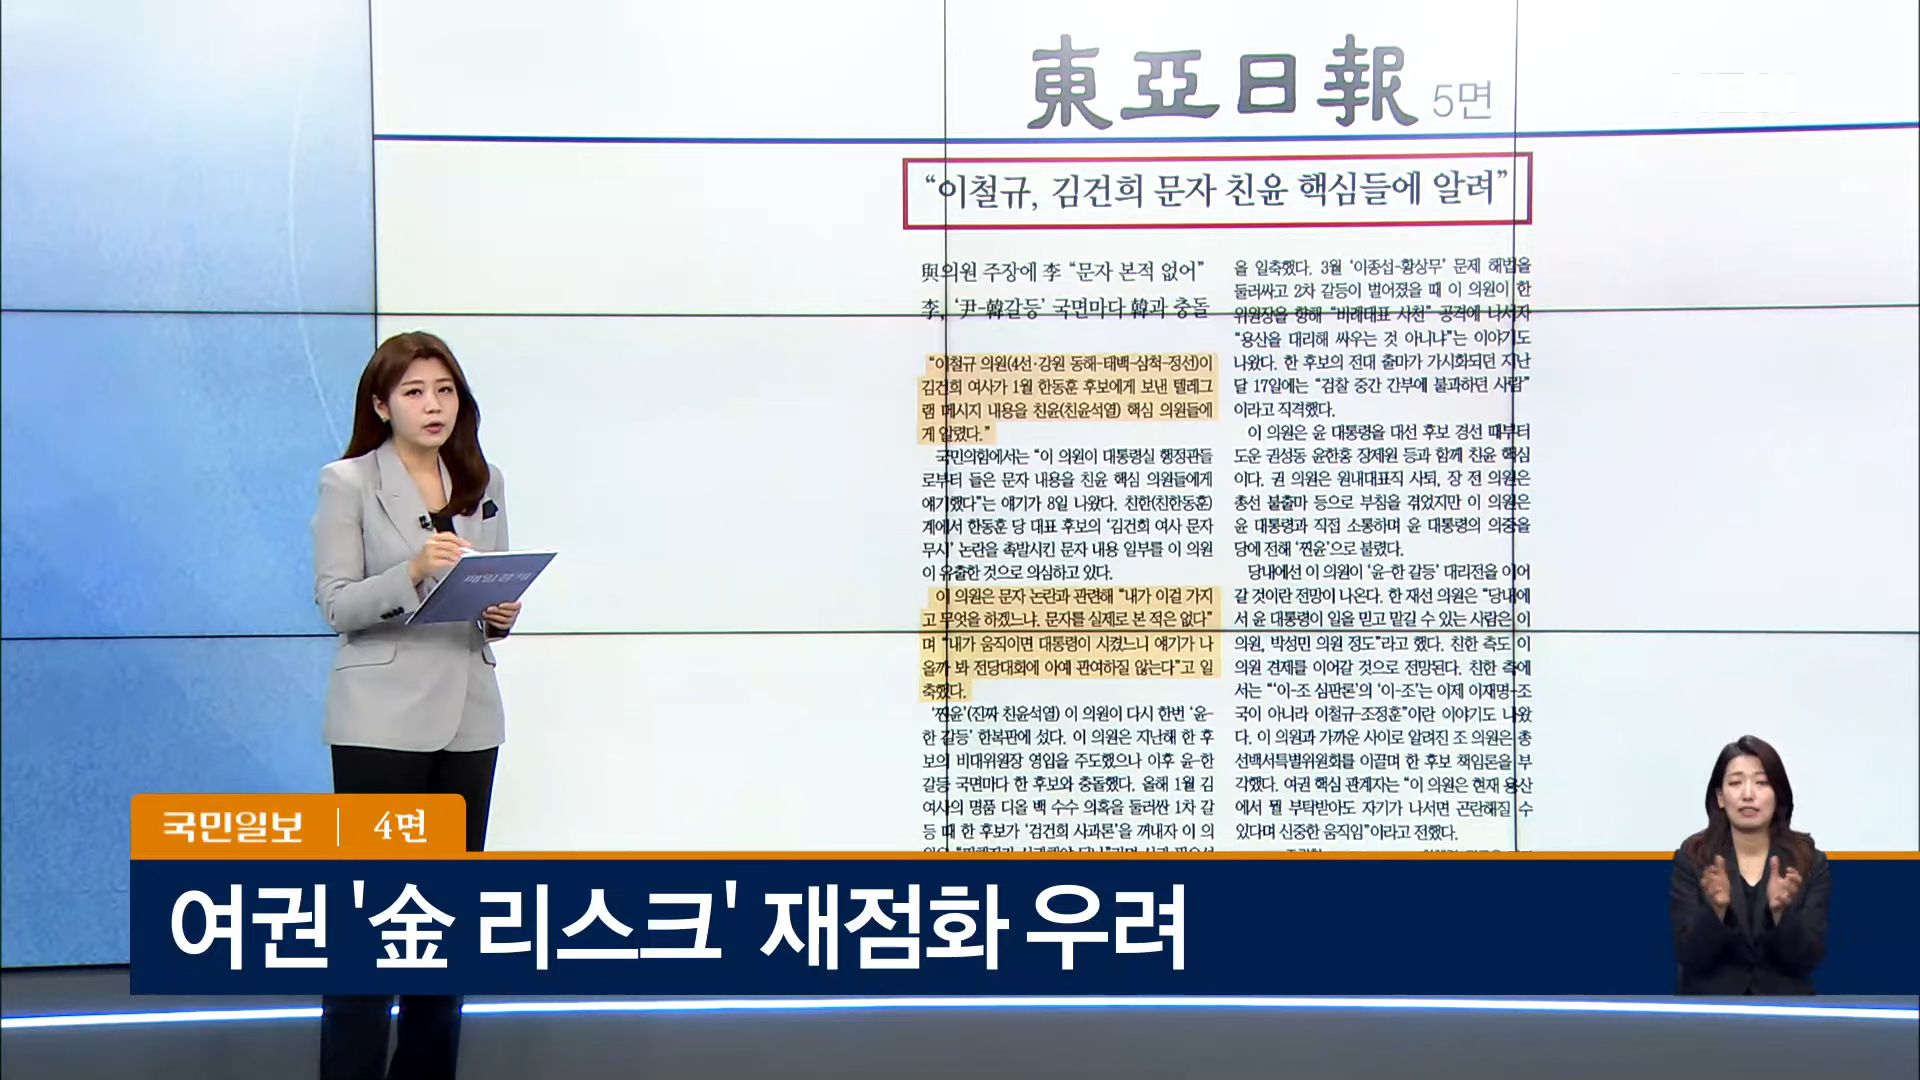 東亞日報 5면
MBN
“이철규, 김건희 문자 친윤 핵심들에 알려”
與의원 주장에 李 “문자 본적 없어”
李, ‘尹-韓갈등’ 국면마다 韓과 충돌
“이철규 의원(4선·강원 동해-태백-삼척-정선)이
김건희 여사가 1월 한동훈 후보에게 보낸 텔레그
램 메시지 내용을 친윤(친윤석열) 핵심 의원들에
게 알렸다.”
국민의힘에서는 “이 의원이 대통령실 행정관들
로부터 들은 문자 내용을 친윤 핵심 의원들에게
얘기했다”는 얘기가 8일 나왔다. 친한(친한동훈)
계에서 한동훈 당 대표 후보의 ‘김건희 여사 문자
무시’ 논란을 촉발시킨 문자 내용 일부를 이 의원
이 유출한 것으로 의심하고 있다.
이 의원은 문자 논란과 관련해 “내가 이걸 가지
고 무엇을 하겠느냐. 문자를 실제로 본 적은 없다”
며 “내가 움직이면 대통령이 시켰느니 얘기가 나
올까 봐 전당대회에 아예 관여하질 않는다”고 일
축했다.
‘찐윤’(진짜 친윤석열) 이 의원이 다시 한번 ‘윤-
한 갈등’ 한복판에 섰다. 이 의원은 지난해 한 후
보의 비대위원장 영입을 주도했으나 이후 윤-한
갈등 국면마다 한 후보와 충돌했다. 올해 1월 김
여사의 명품 디올 백 수수 의혹을 둘러싼 1차 갈
등 때 한 후보가 ‘김건희 사과론’을 꺼내자 이 의
을 일축했다. 3월 ‘이종섭-황상무’ 문제 해법을
둘러싸고 2차 갈등이 벌어졌을 때 이 의원이 한
위원장을 향해 “비례대표 사천” 공격에 나서자
“용산을 대리해 싸우는 것 아니냐”는 이야기도
나왔다. 한 후보의 전대 출마가 가시화되던 지난
달 17일에는 “검찰 중간 간부에 불과하던 사람”
이라고 직격했다.
이 의원은 윤 대통령을 대선 후보 경선 때부터
도운 권성동 윤한홍 장제원 등과 함께 친윤 핵심
이다. 권 의원은 원내대표직 사퇴, 장 전 의원은
총선 불출마 등으로 부침을 겪었지만 이 의원은
윤 대통령과 직접 소통하며 윤 대통령의 의중을
당에 전해 ‘찐윤’으로 불렸다.
당내에선 이 의원이 ‘윤-한 갈등’ 대리전을 이어
갈 것이란 전망이 나온다. 한 재선 의원은 “당내에
서 윤 대통령이 일을 믿고 맡길 수 있는 사람은 이
의원, 박성민 의원 정도”라고 했다. 친한 측도 이
의원 견제를 이어갈 것으로 전망된다. 친한 측에
서는 “‘이-조 심판론’의 ‘이-조’는 이제 이재명-조
국이 아니라 이철규-조정훈”이란 이야기도 나왔
다. 이 의원과 가까운 사이로 알려진 조 의원은 총
선백서특별위원회를 이끌며 한 후보 책임론을 부
각했다. 여권 핵심 관계자는 “이 의원은 현재 용산
에서 뭘 부탁받아도 자기가 나서면 곤란해질 수
있다며 신중한 움직임”이라고 전했다.
매일경제
국민일보 | 4면
여권 '金 리스크' 재점화 우려